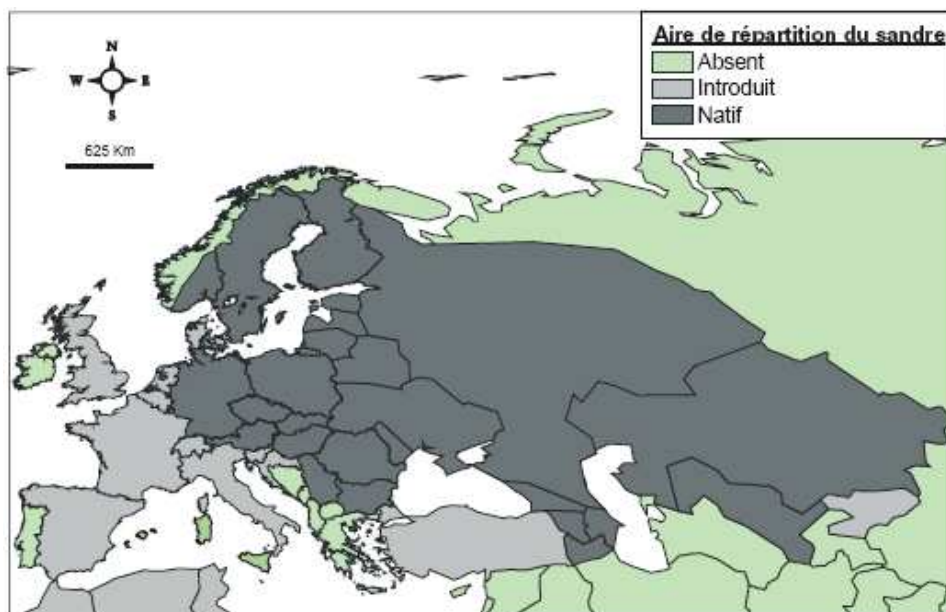 Aire de répartition du sandre
Absent
Introduit
Natif
N
W E
S
625 Km